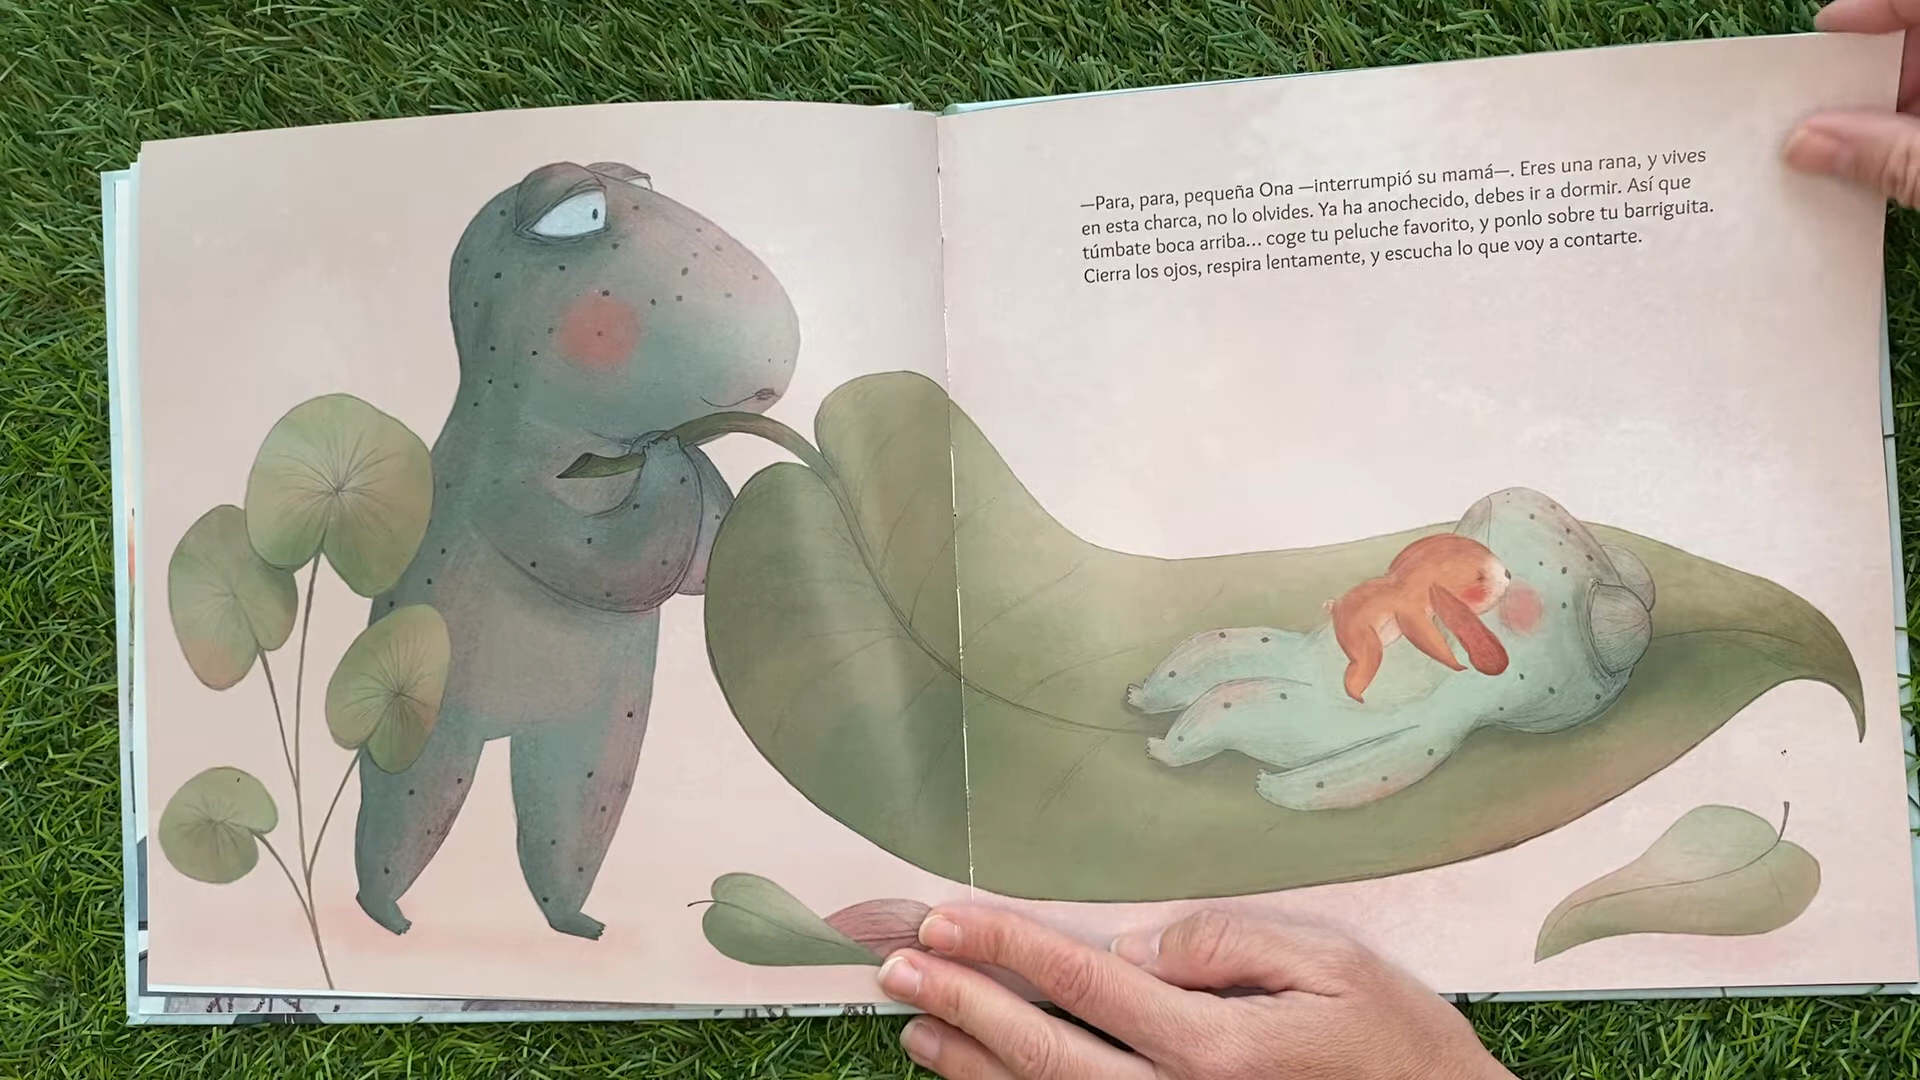 —Para, para, pequeña Ona —interrumpió su mamá—. Eres una rana, y vives
en esta charca, no lo olvides. Ya ha anochecido, debes ir a dormir. Así que
túmbate boca arriba... coge tu peluche favorito, y ponlo sobre tu barriguita.
Cierra los ojos, respira lentamente, y escucha lo que voy a contarte.